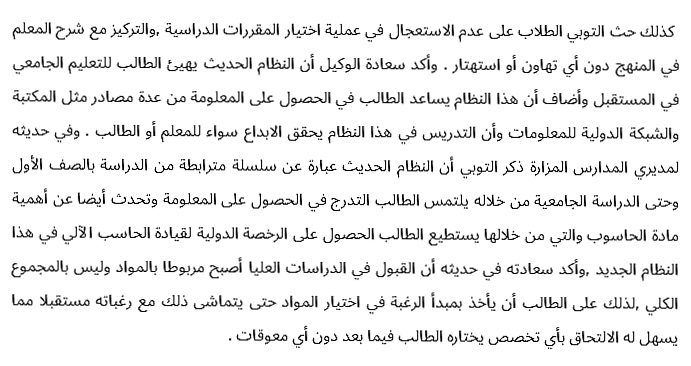 كذلك حث التوبي الطلاب على عدم الاستعجال في عملية اختيار المقررات الدراسية ,والتركيز مع شرح المعلم
في المنهج دون أي تهاون أو استهتار . وأكد سعادة الوكيل أن النظام الحديث يهيئ الطالب للتعليم الجامعي
في المستقبل وأضاف أن هذا النظام يساعد الطالب في الحصول على المعلومة من عدة مصادر مثل المكتبة
والشبكة الدولية للمعلومات وأن التدريس في هذا النظام يحقق الابداع سواء للمعلم أو الطالب . وفي حديثه
لمديري المدارس المزارة ذكر التوبي أن النظام الحديث عبارة عن سلسلة مترابطة من الدراسة بالصف الأول
وحتى الدراسة الجامعية من خلاله يلتمس الطالب التدرج في الحصول على المعلومة وتحدث أيضا عن أهمية
مادة الحاسوب والتي من خلالها يستطيع الطالب الحصول على الرخصة الدولية لقيادة الحاسب الآلي في هذا
النظام الجديد ,وأكد سعادته في حديثه أن القبول في الدراسات العليا أصبح مربوطا بالمواد وليس بالمجموع
الكلي ,لذلك على الطالب أن يأخذ بمبدأ الرغبة في اختيار المواد حتى يتماشى ذلك مع رغباته مستقبلا مما
يسهل له الالتحاق بأي تخصص يختاره الطالب فيما بعد دون أي معوقات .